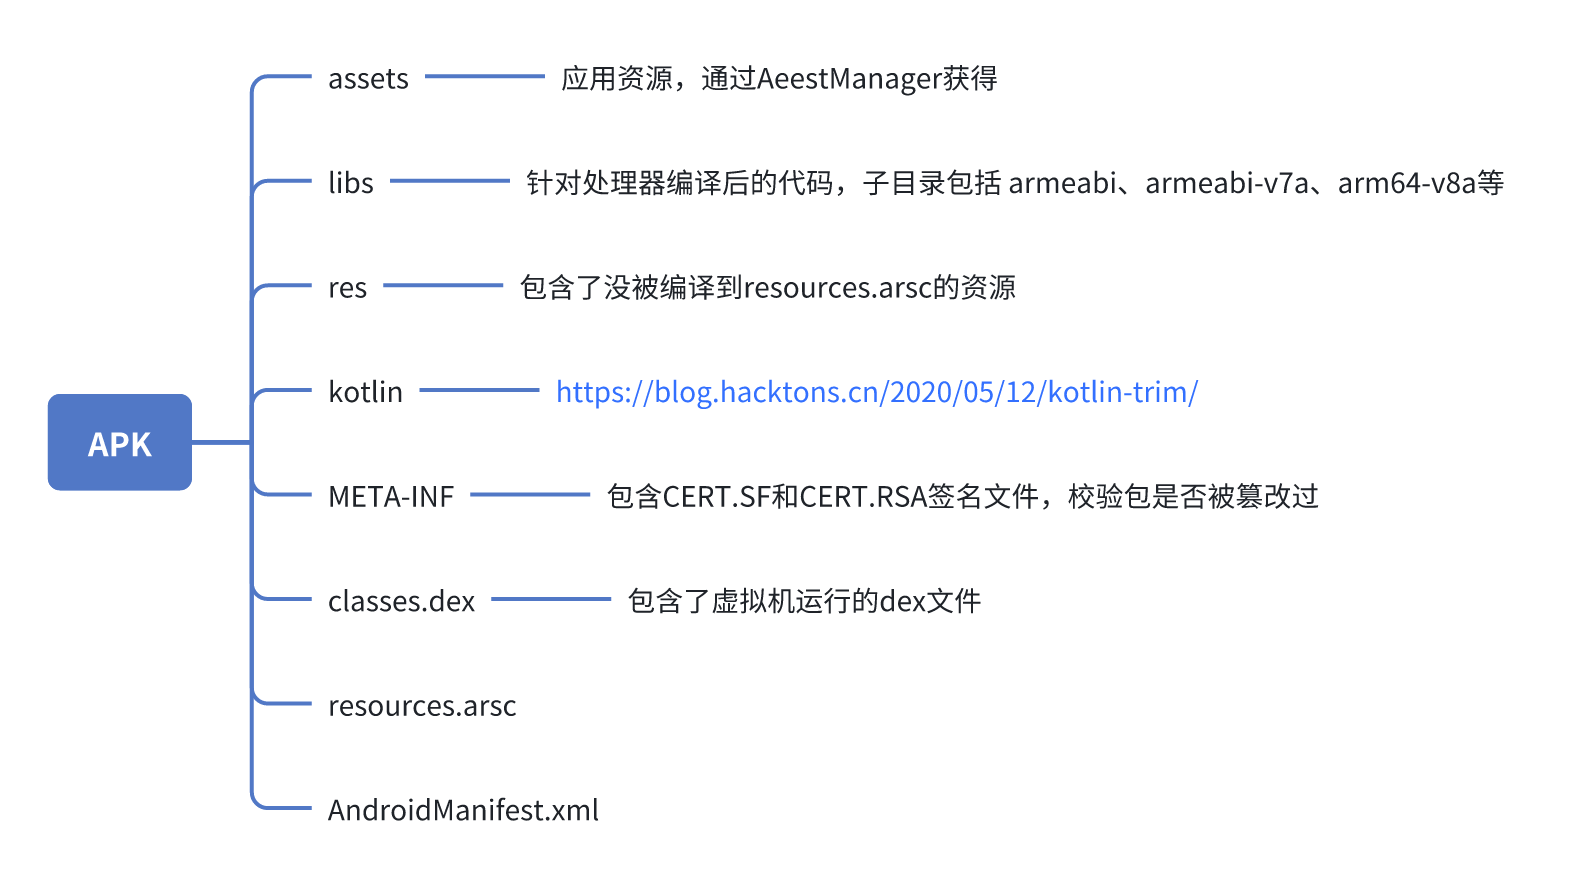 assets 应用资源，通过AeestManager获得
libs 针对处理器编译后的代码，子目录包括 armeabi、armeabi-v7a、arm64-v8a等
res 包含了没被编译到resources.arsc的资源
kotlin https://blog.hacktons.cn/2020/05/12/kotlin-trim/
APK
META-INF 包含CERT.SF和CERT.RSA签名文件，校验包是否被篡改过
classes.dex 包含了虚拟机运行的dex文件
resources.arsc
AndroidManifest.xml